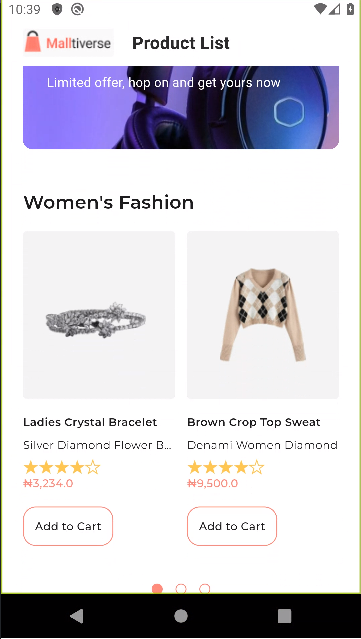 10:39
Malltiverse
Product List
Limited offer, hop on and get yours now
Women's Fashion
Ladies Crystal Bracelet
Silver Diamond Flower B...
₦3,234.0
Add to Cart
Brown Crop Top Sweat
Denami Women Diamond
₦9,500.0
Add to Cart